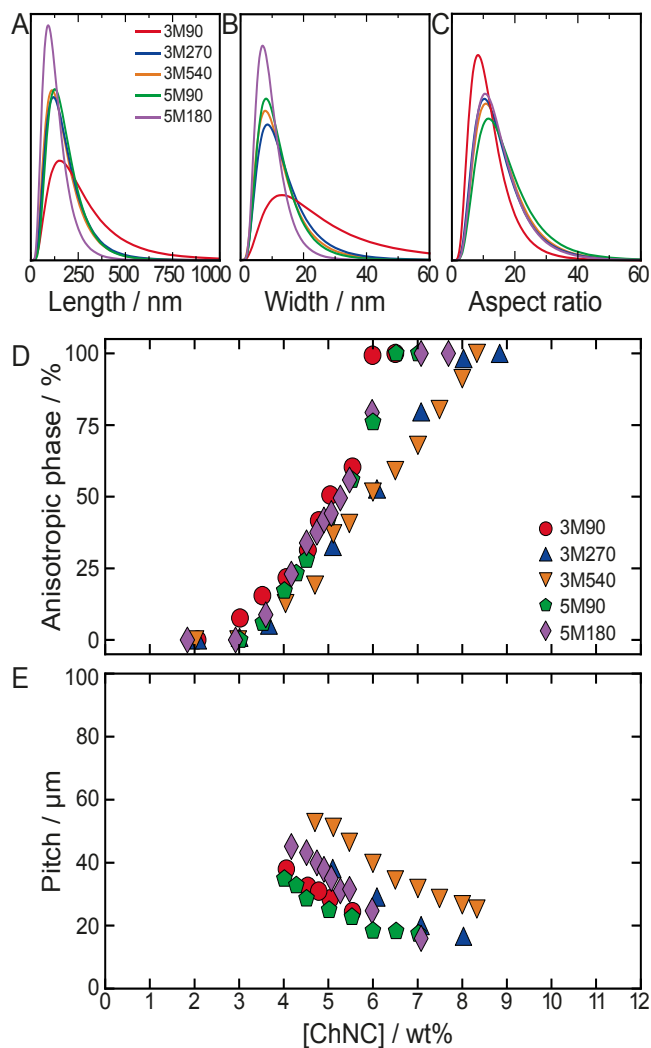 A
B
C
3M90
3M270
3M540
5M90
5M180
0 250 500 750 1000
0 20 40 60
0 20 40 60
Length / nm
Width / nm
Aspect ratio
D
Anisotropic phase / %
100
75
50
25
0
3M90
3M270
3M540
5M90
5M180
E
Pitch / µm
100
80
60
40
20
0
0 1 2 3 4 5 6 7 8 9 10 11 12
[ChNC] / wt%